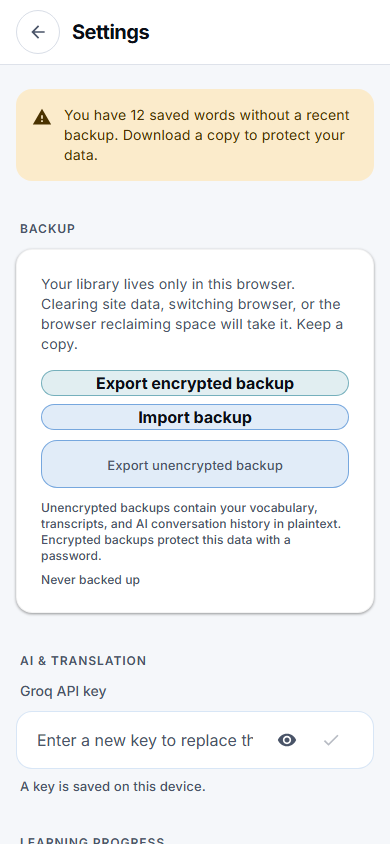 Settings
You have 12 saved words without a recent
backup. Download a copy to protect your
data.
BACKUP
Your library lives only in this browser.
Clearing site data, switching browser, or the
browser reclaiming space will take it. Keep a
copy.
Export encrypted backup
Import backup
Export unencrypted backup
Unencrypted backups contain your vocabulary,
transcripts, and AI conversation history in plaintext.
Encrypted backups protect this data with a
password.
Never backed up
AI & TRANSLATION
Groq API key
Enter a new key to replace th
A key is saved on this device.
LEARNING PROGRESS